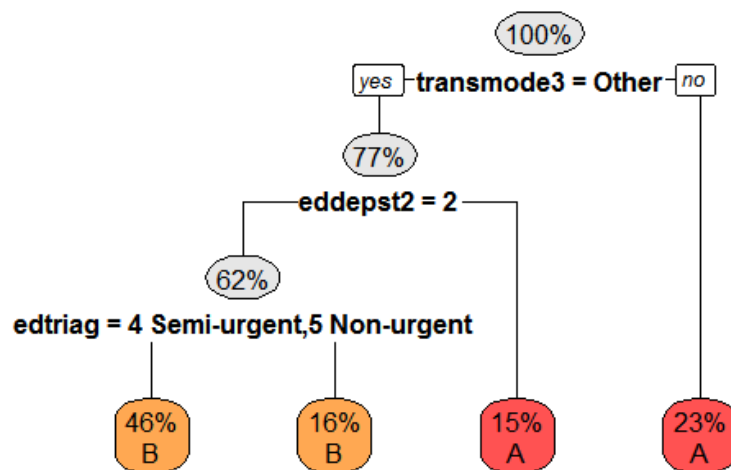 100%
yes transmode3 = Other no
77%
eddepst2 = 2
62%
edtriag = 4 Semi-urgent,5 Non-urgent
46% 16% 15% 23%
B B A A